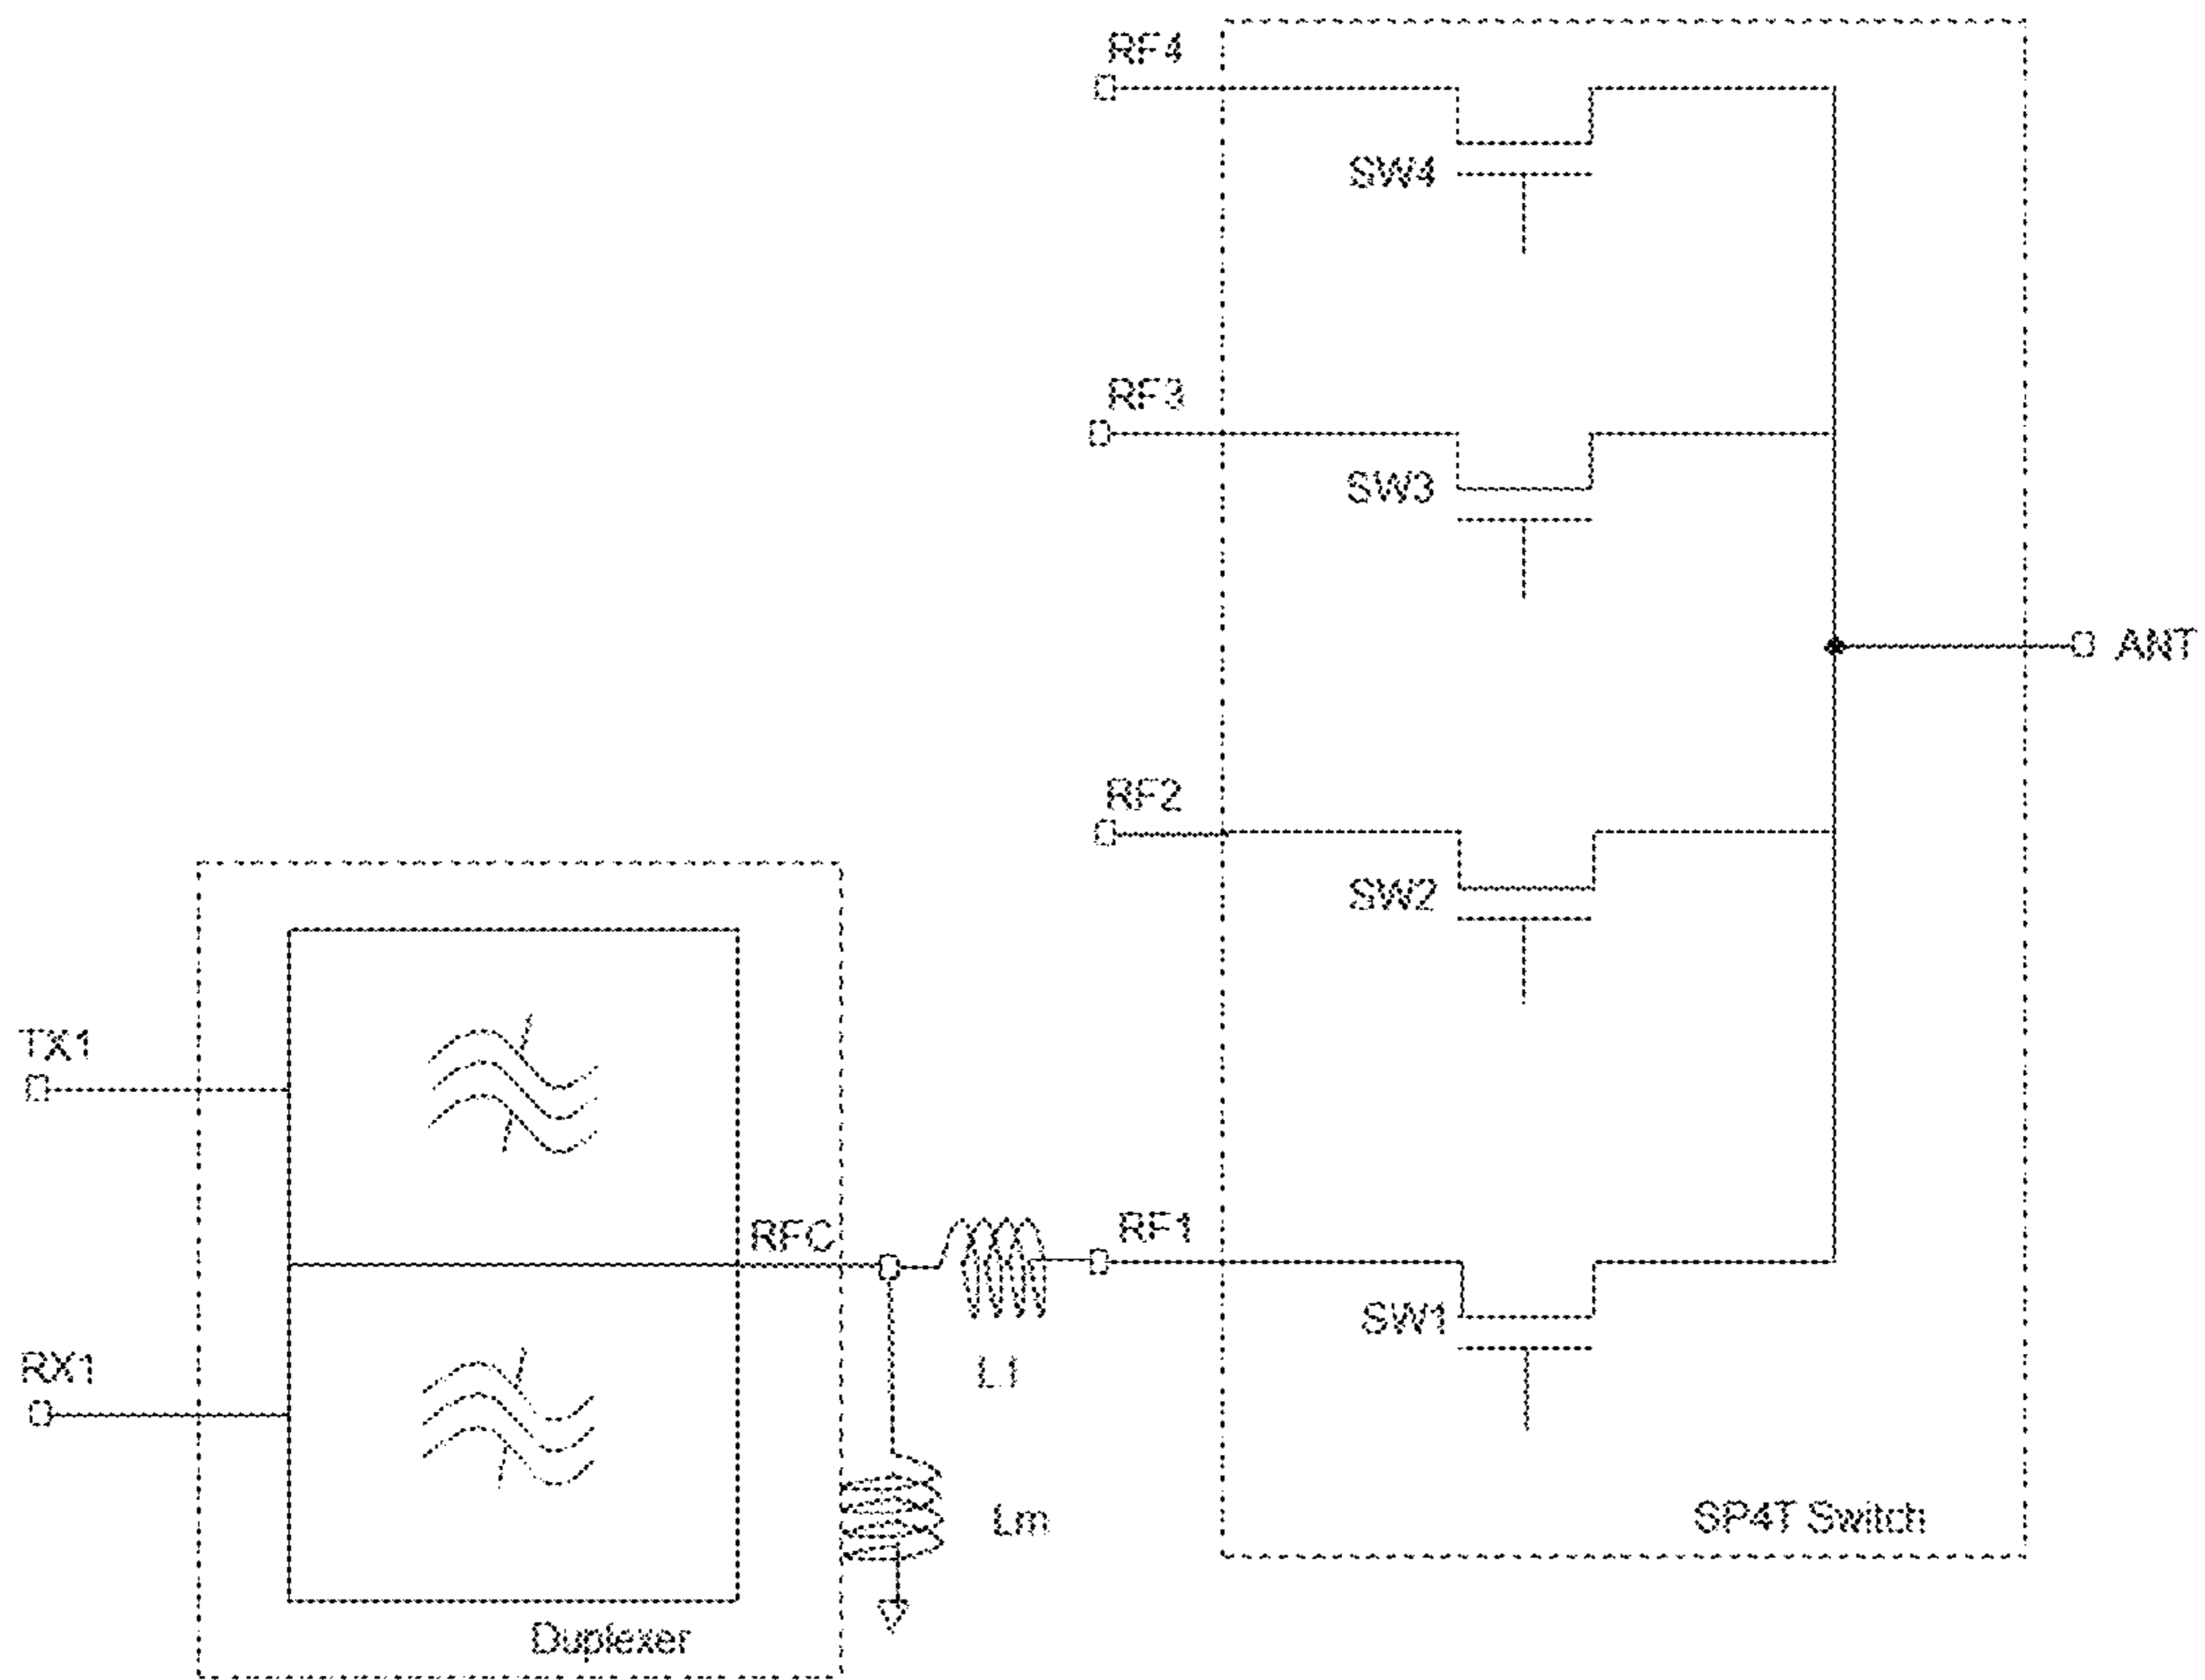 RF4
SW4
RF3
SW3
ANT
RF2
SW2
TX1
RFC
RF1
SW1
L1
RX1
Lm
SP4T Switch
Duplexer